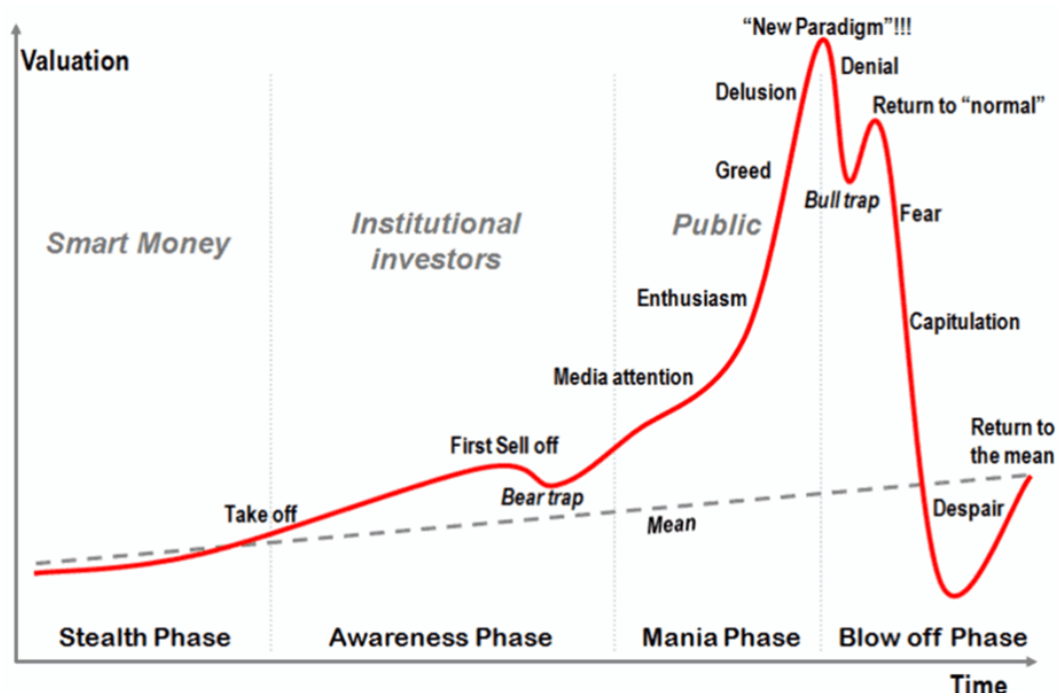 "New Paradigm"!!!
Valuation
Denial
Delusion
Return to "normal"
Greed
Bull trap
Fear
Smart Money
Institutional
investors
Public
Enthusiasm
Capitulation
Media attention
First Sell off
Return to
the mean
Bear trap
Take off
Mean
Despair
Stealth Phase
Awareness Phase
Mania Phase
Blow off Phase
Time